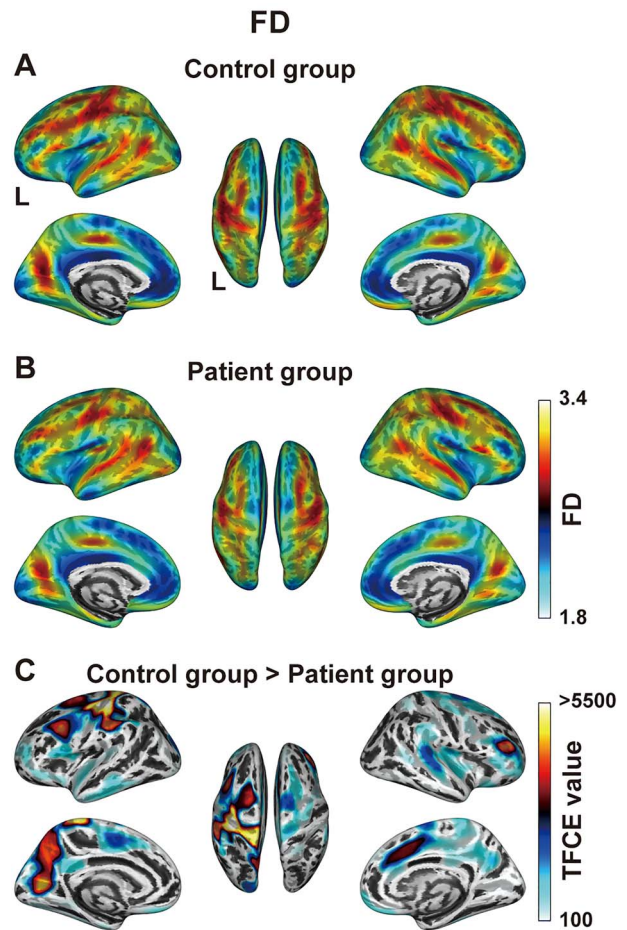 FD
A
Control group
L
L
B
Patient group
3.4
FD
1.8
C
Control group > Patient group
>5500
TFCE value
100